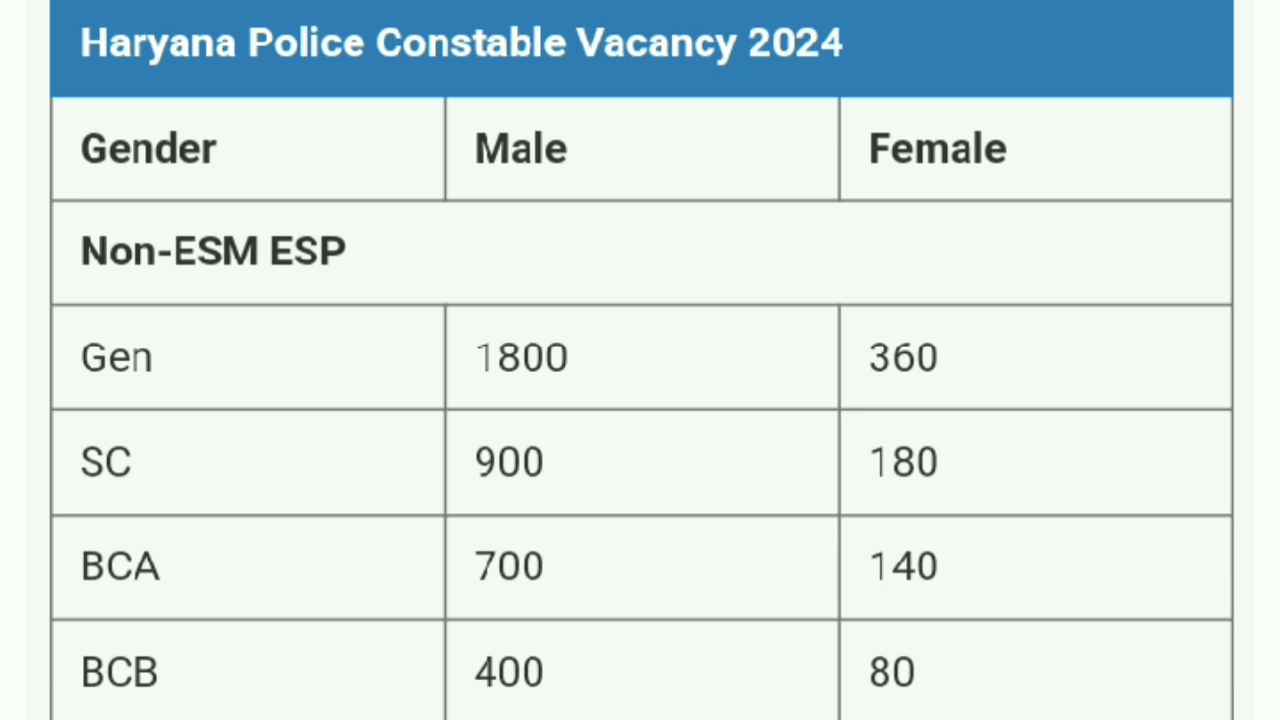 Haryana Police Constable Vacancy 2024
Gender Male Female
Non-ESM ESP
Gen 1800 360
SC 900 180
BCA 700 140
BCB 400 80